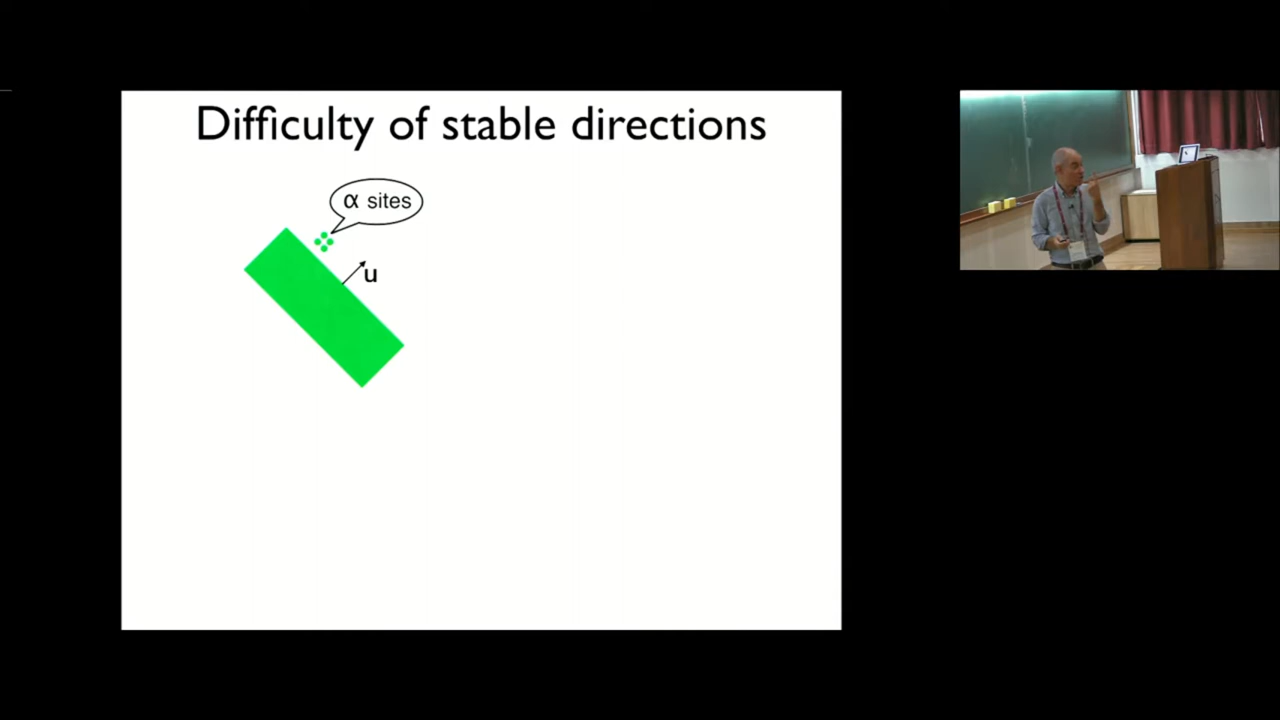 Difficulty of stable directions
α sites
u